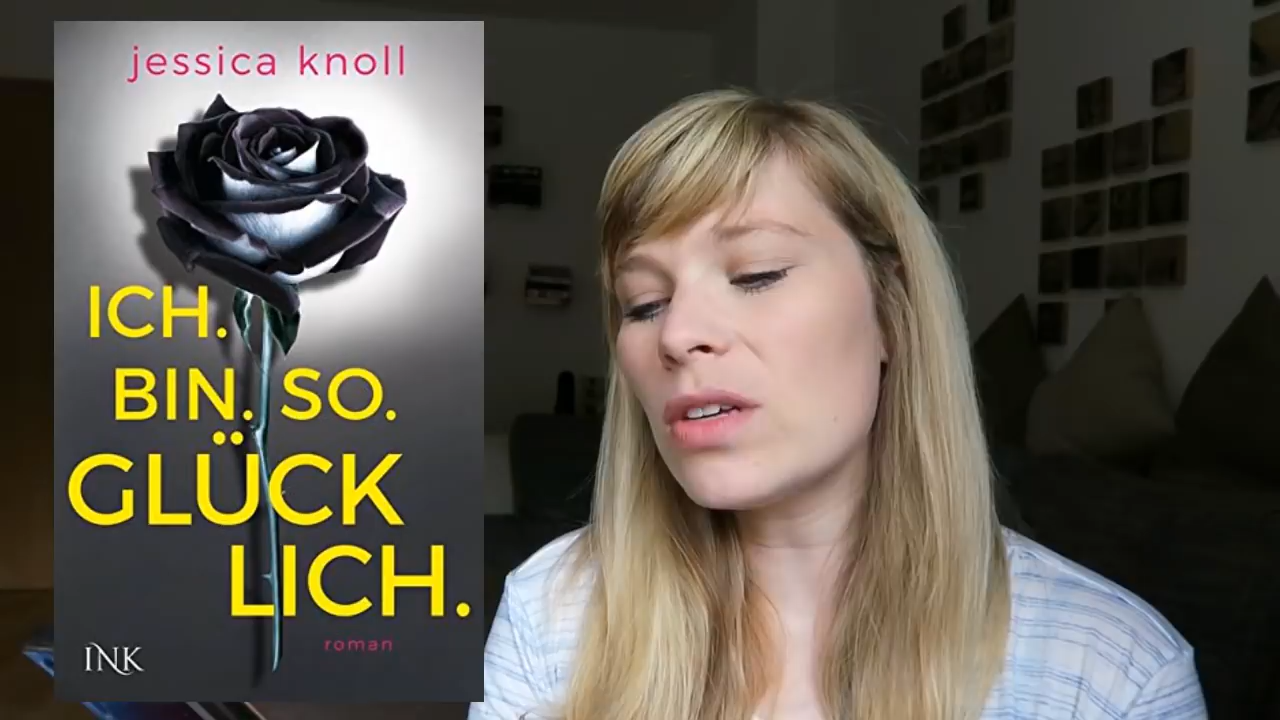 jessica knoll
ICH.
BIN. SO.
GLÜCK
LICH.
roman
INK